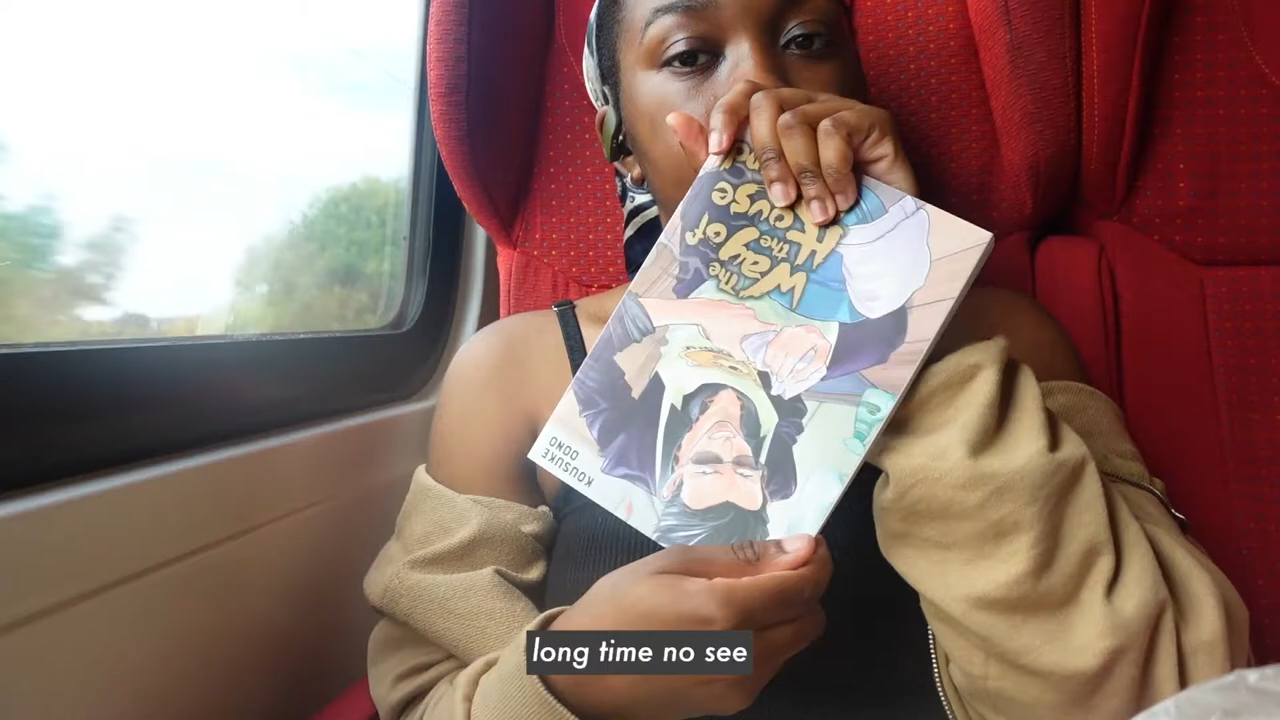 The
Way of
the
House
KOUSUKE
OONO
long time no see